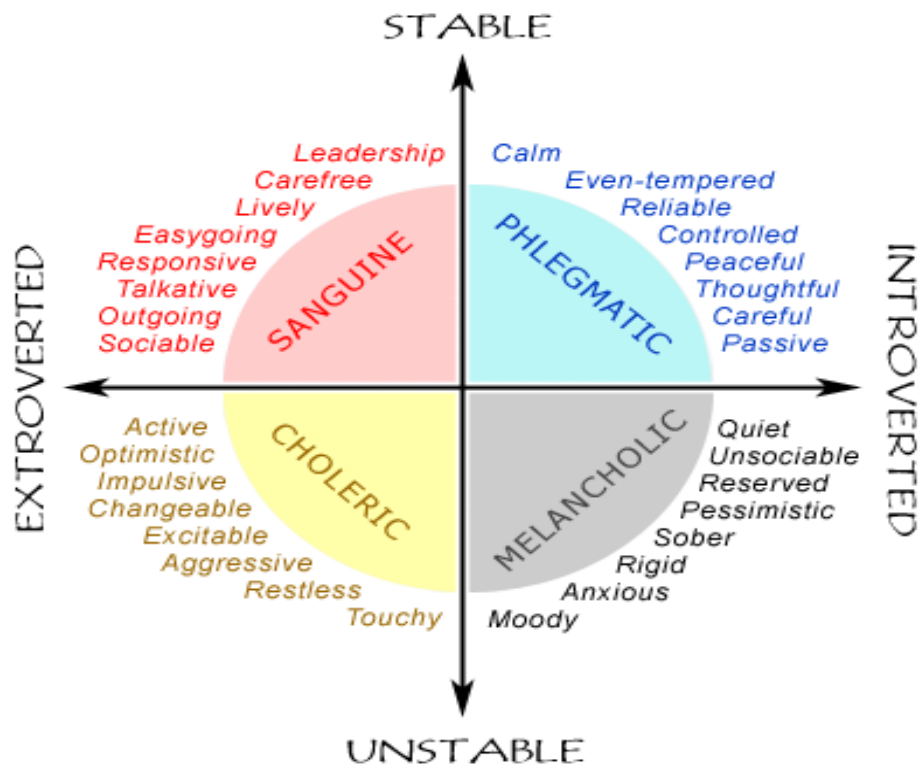 STABLE
EXTROVERTED
INTROVERTED
Leadership
Carefree
Lively
Easygoing
Responsive
Talkative
Outgoing
Sociable
SANGUINE
Calm
Even-tempered
Reliable
Controlled
Peaceful
Thoughtful
Careful
Passive
PHLEGMATIC
Active
Optimistic
Impulsive
Changeable
Excitable
Aggressive
Restless
Touchy
CHOLERIC
Quiet
Unsociable
Reserved
Pessimistic
Sober
Rigid
Anxious
Moody
MELANCHOLIC
UNSTABLE